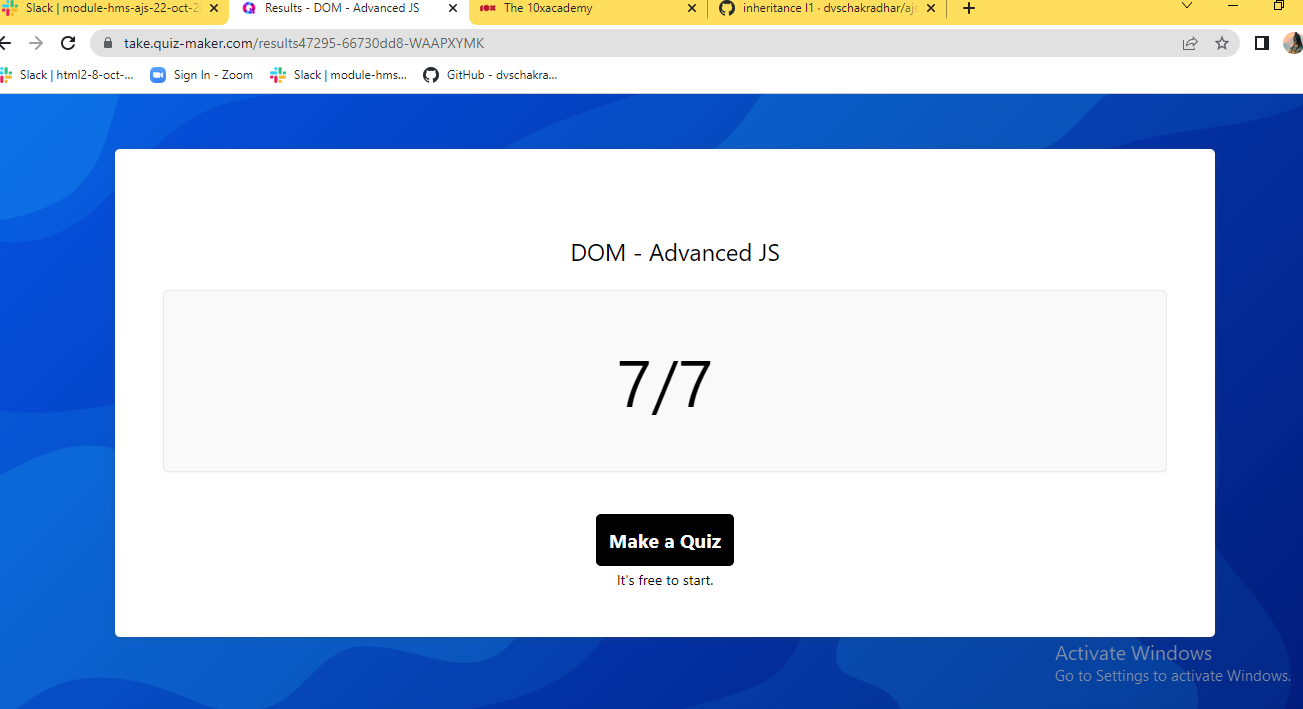 Slack | module-hms-ajs-22-oct-2
Results - DOM - Advanced JS
The 10xacademy
inheritance l1 · dvschakradhar/ajs
take.quiz-maker.com/results47295-66730dd8-WAAPXYMK
Slack | html2-8-oct-...
Sign In - Zoom
Slack | module-hms...
GitHub - dvschakra...
DOM - Advanced JS
7/7
Make a Quiz
It's free to start.
Activate Windows
Go to Settings to activate Windows.